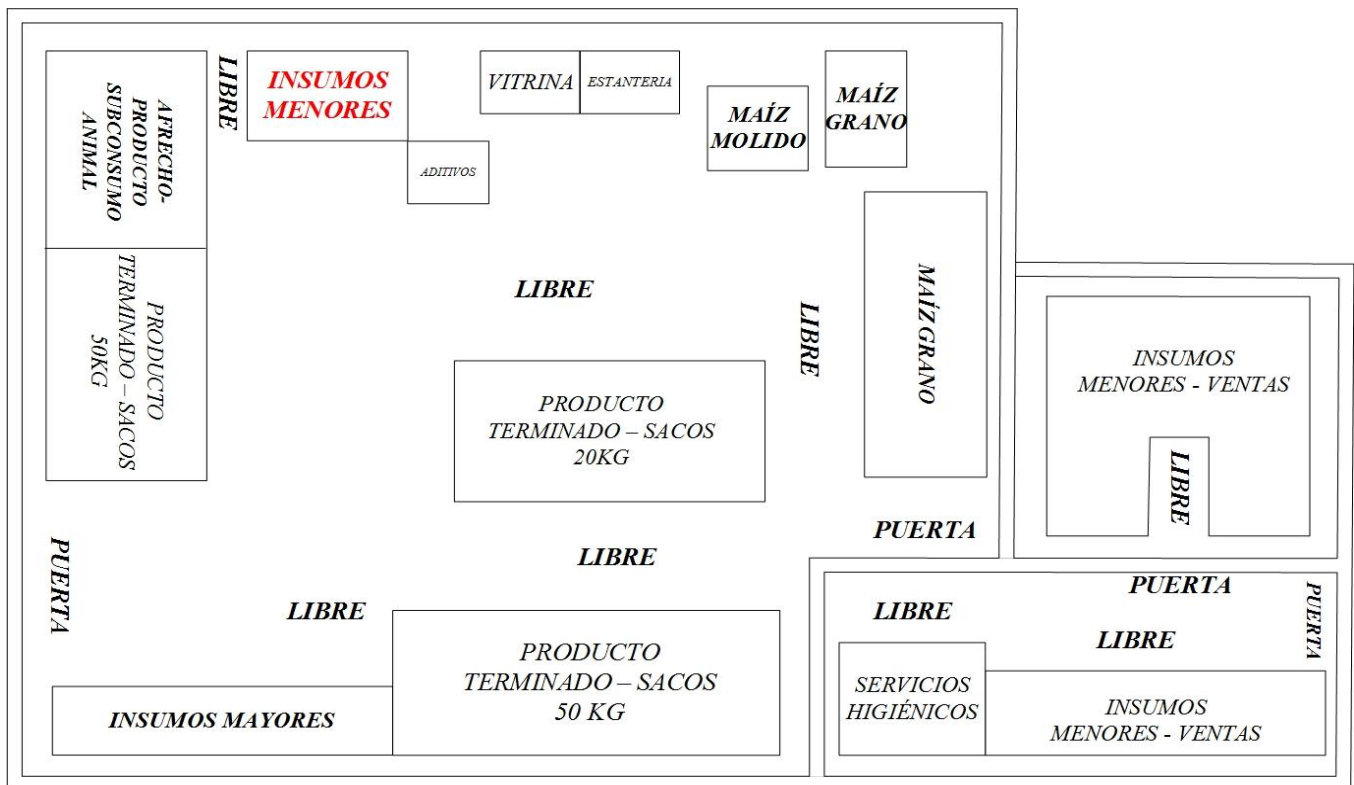 AFRECHO-
PRODUCTO
SUBCONSUMO
ANIMAL
LIBRE
INSUMOS
MENORES
ADITIVOS
VITRINA
ESTANTERIA
MAÍZ
MOLIDO
MAÍZ
GRANO
PRODUCTO
TERMINADO – SACOS
50KG
LIBRE
LIBRE
MAÍZ GRANO
INSUMOS
MENORES - VENTAS
LIBRE
PRODUCTO
TERMINADO – SACOS
20KG
PUERTA
PUERTA
LIBRE
LIBRE
PRODUCTO
TERMINADO – SACOS
50 KG
INSUMOS MAYORES
PUERTA
PUERTA
LIBRE
LIBRE
SERVICIOS
HIGIÉNICOS
INSUMOS
MENORES - VENTAS